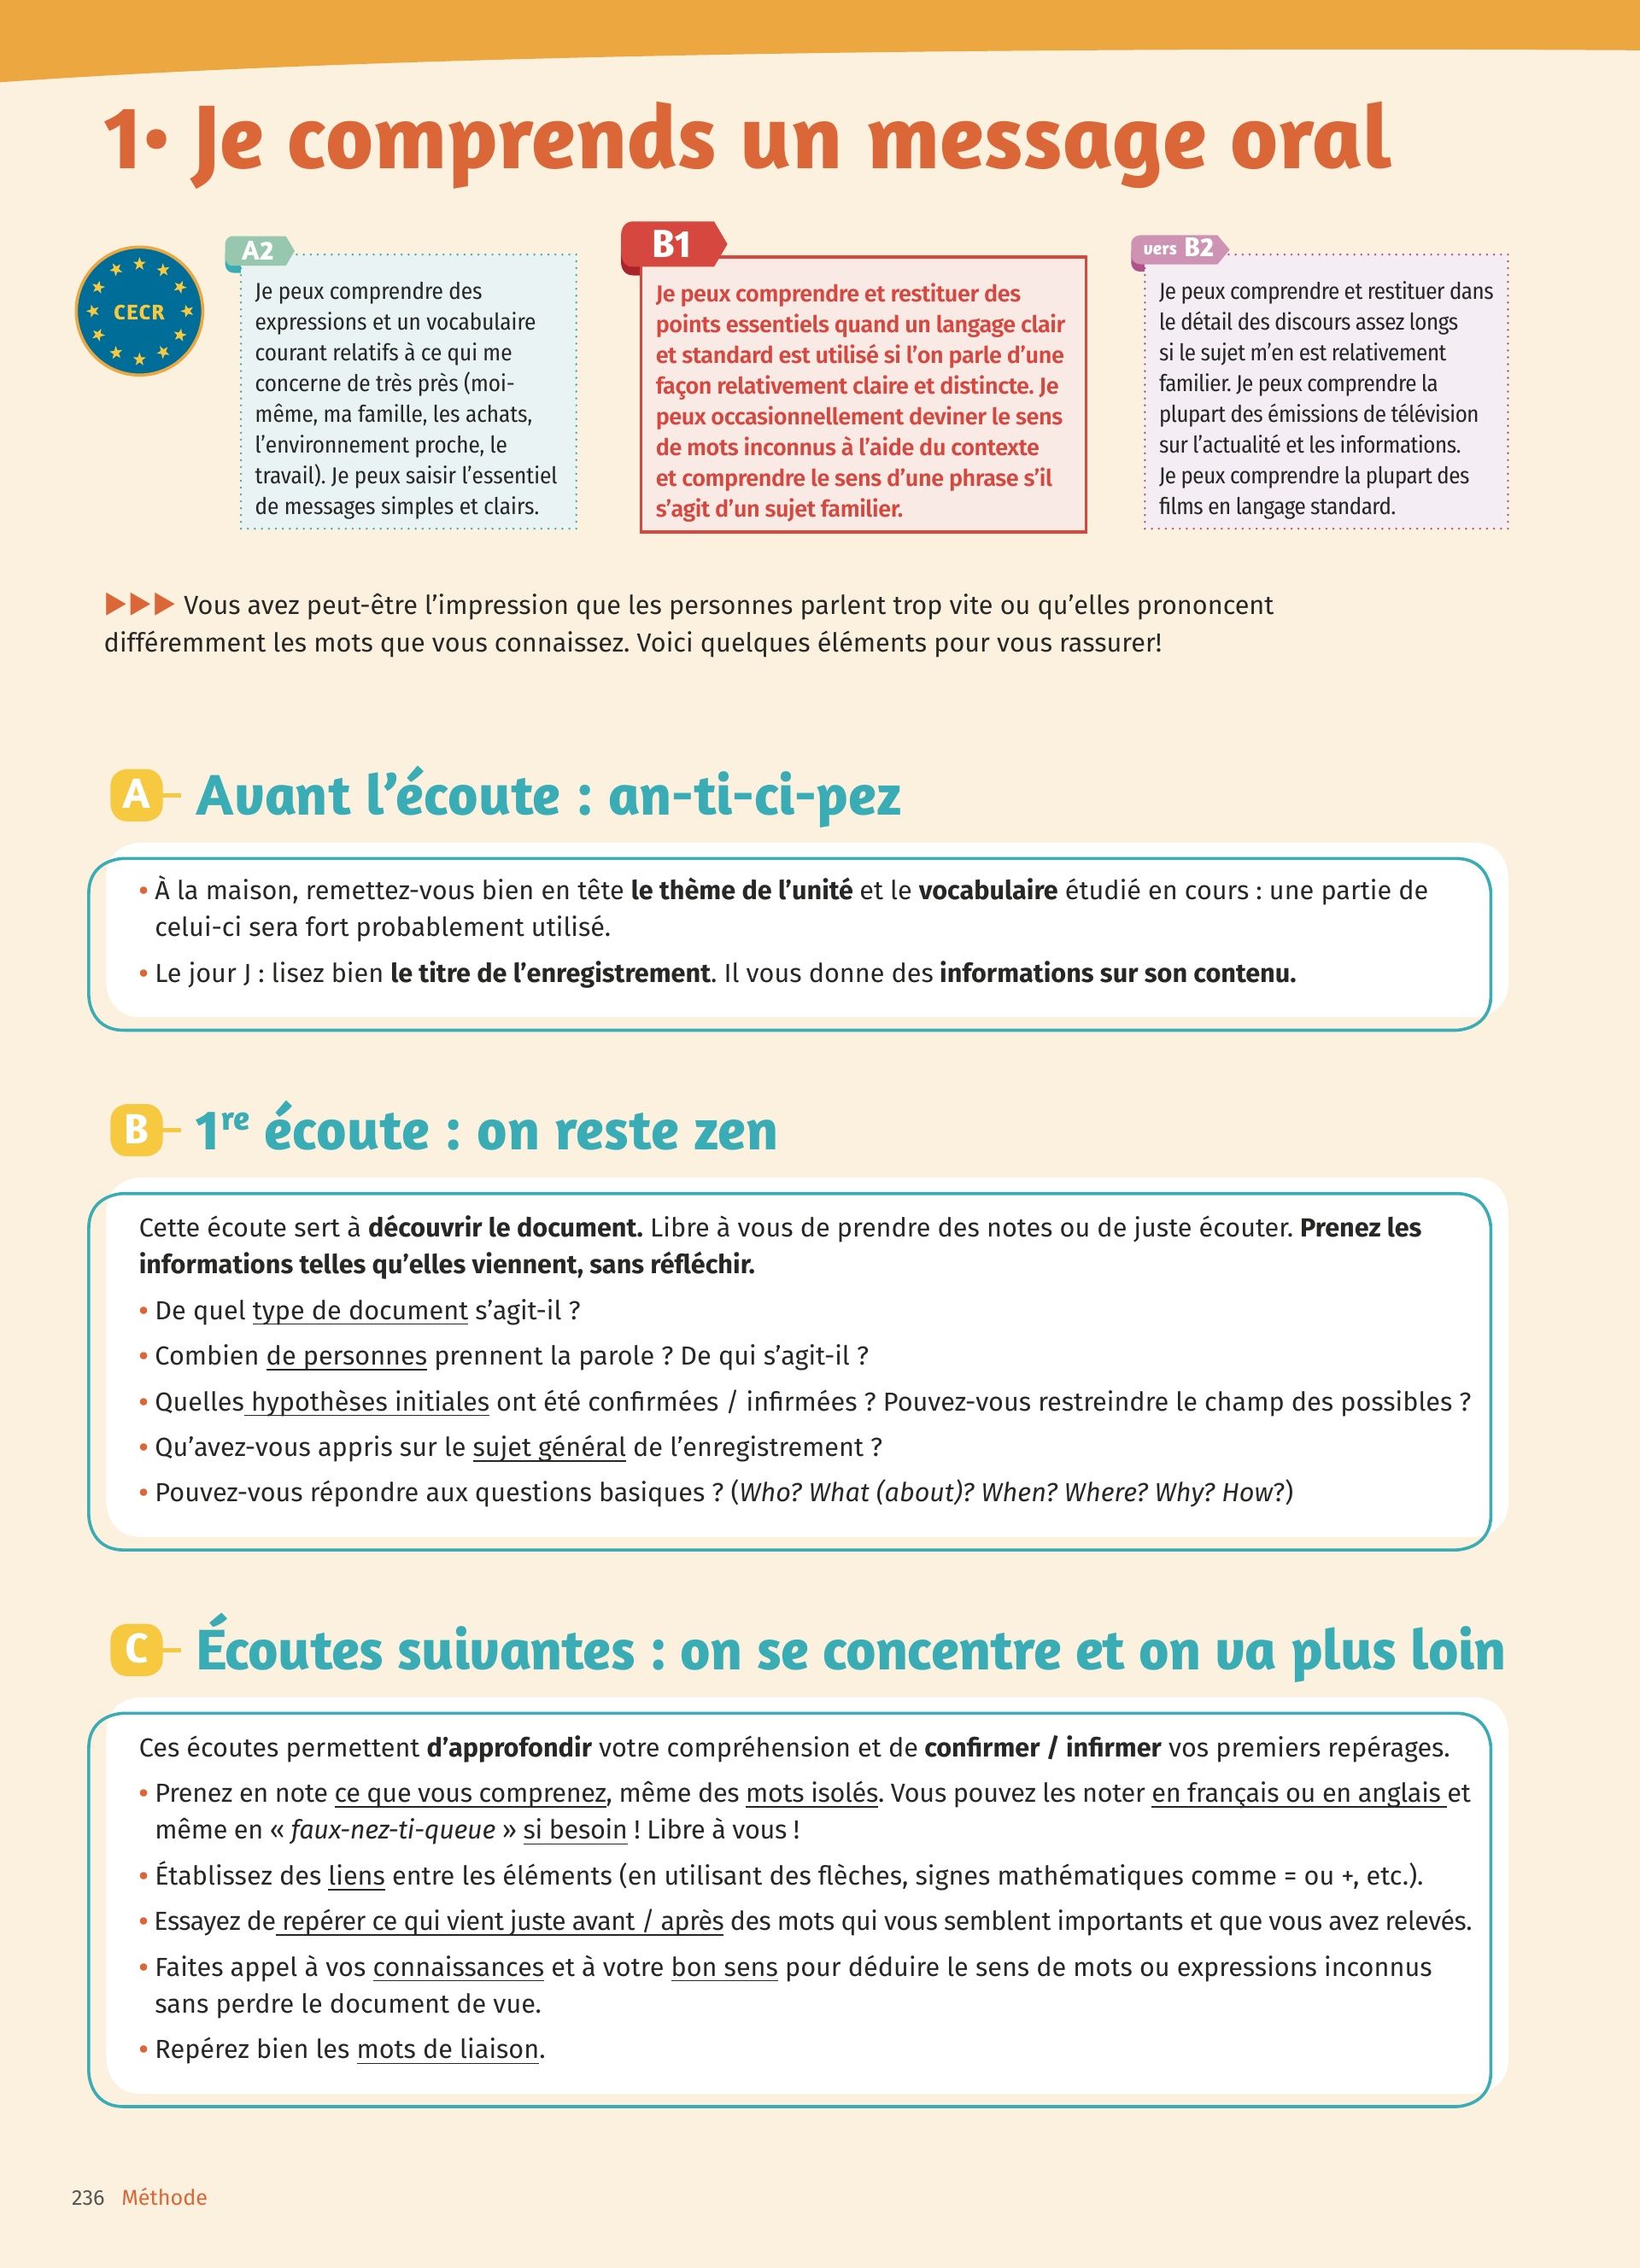 1• Je comprends un message oral
CECR
A2
Je peux comprendre des
expressions et un vocabulaire
courant relatifs à ce qui me
concerne de très près (moi-
même, ma famille, les achats,
l’environnement proche, le
travail). Je peux saisir l’essentiel
de messages simples et clairs.
B1
Je peux comprendre et restituer des
points essentiels quand un langage clair
et standard est utilisé si l’on parle d’une
façon relativement claire et distincte. Je
peux occasionnellement deviner le sens
de mots inconnus à l’aide du contexte
et comprendre le sens d’une phrase s’il
s’agit d’un sujet familier.
vers B2
Je peux comprendre et restituer dans
le détail des discours assez longs
si le sujet m’en est relativement
familier. Je peux comprendre la
plupart des émissions de télévision
sur l’actualité et les informations.
Je peux comprendre la plupart des
films en langage standard.
▶▶▶ Vous avez peut-être l’impression que les personnes parlent trop vite ou qu’elles prononcent
différemment les mots que vous connaissez. Voici quelques éléments pour vous rassurer!
A Avant l’écoute : an-ti-ci-pez
• À la maison, remettez-vous bien en tête le thème de l’unité et le vocabulaire étudié en cours : une partie de
celui-ci sera fort probablement utilisé.
• Le jour J : lisez bien le titre de l’enregistrement. Il vous donne des informations sur son contenu.
B 1re écoute : on reste zen
Cette écoute sert à découvrir le document. Libre à vous de prendre des notes ou de juste écouter. Prenez les
informations telles qu’elles viennent, sans réfléchir.
• De quel type de document s’agit-il ?
• Combien de personnes prennent la parole ? De qui s’agit-il ?
• Quelles hypothèses initiales ont été confirmées / infirmées ? Pouvez-vous restreindre le champ des possibles ?
• Qu’avez-vous appris sur le sujet général de l’enregistrement ?
• Pouvez-vous répondre aux questions basiques ? (Who? What (about)? When? Where? Why? How?)
C Écoutes suivantes : on se concentre et on va plus loin
Ces écoutes permettent d’approfondir votre compréhension et de confirmer / infirmer vos premiers repérages.
• Prenez en note ce que vous comprenez, même des mots isolés. Vous pouvez les noter en français ou en anglais et
même en « faux-nez-ti-queue » si besoin ! Libre à vous !
• Établissez des liens entre les éléments (en utilisant des flèches, signes mathématiques comme = ou +, etc.).
• Essayez de repérer ce qui vient juste avant / après des mots qui vous semblent importants et que vous avez relevés.
• Faites appel à vos connaissances et à votre bon sens pour déduire le sens de mots ou expressions inconnus
sans perdre le document de vue.
• Repérez bien les mots de liaison.
236 Méthode